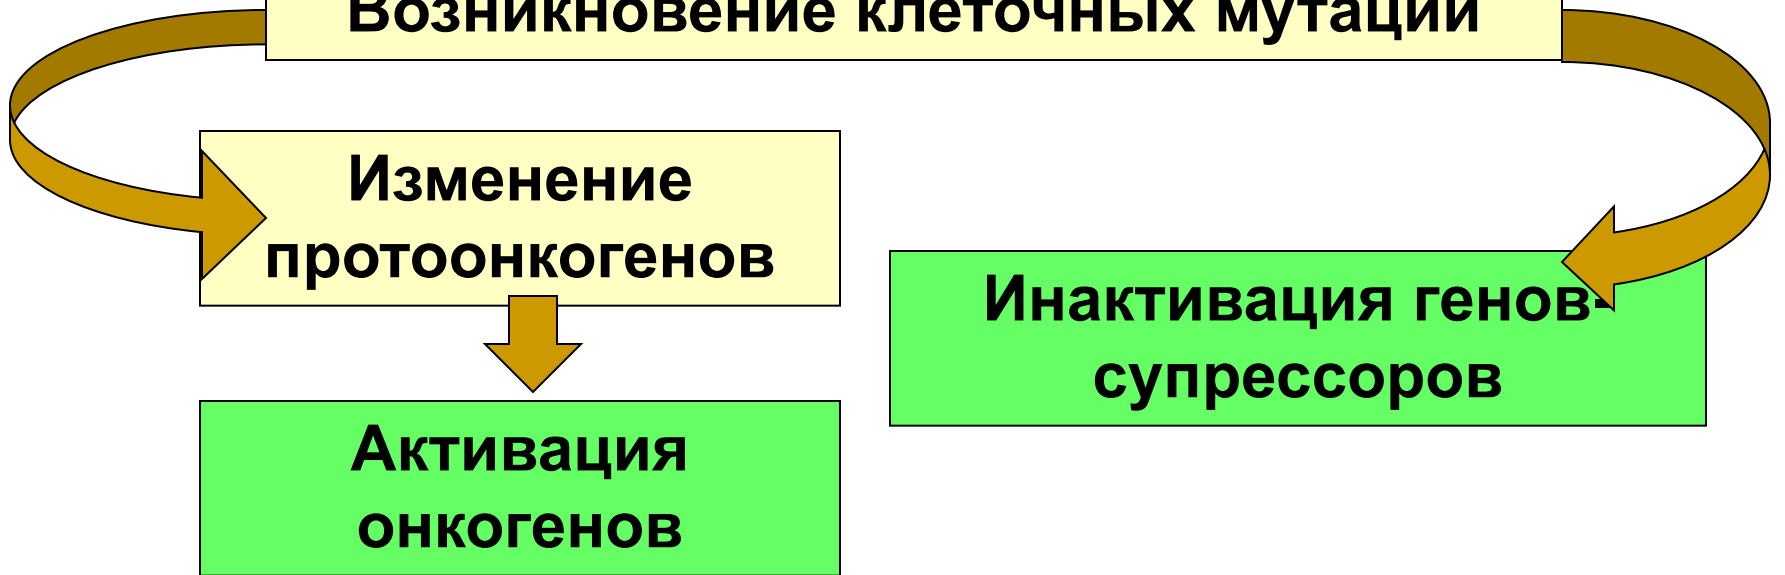 Возникновение клеточных мутаций
Изменение
протоонкогенов
Инактивация генов-
супрессоров
Активация
онкогенов